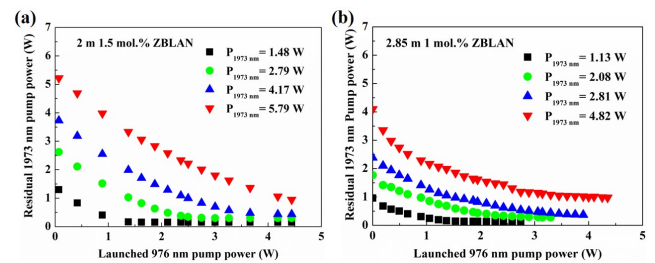 (a)
2 m 1.5 mol.% ZBLAN
P1973 nm = 1.48 W
P1973 nm = 2.79 W
P1973 nm = 4.17 W
P1973 nm = 5.79 W
Residual 1973 nm pump power (W)
7
6
5
4
3
2
1
0
0 1 2 3 4 5
Launched 976 nm pump power (W)
(b)
2.85 m 1 mol.% ZBLAN
P1973 nm = 1.13 W
P1973 nm = 2.08 W
P1973 nm = 2.81 W
P1973 nm = 4.82 W
Residual 1973 nm Pump power (W)
7
6
5
4
3
2
1
0
0 1 2 3 4 5
Launched 976 nm pump power (W)